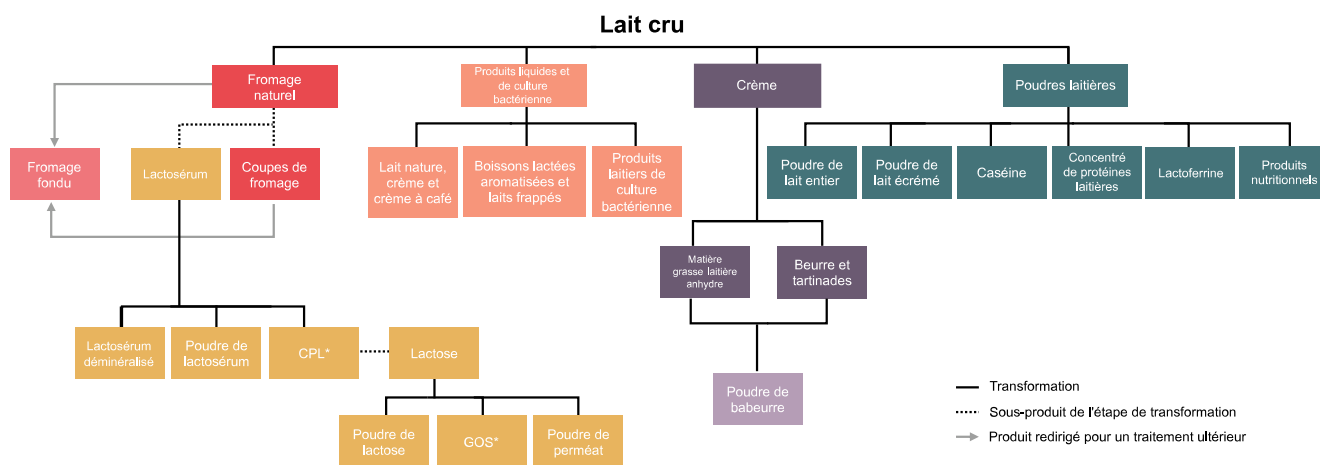 Lait cru
Fromage
naturel
Produits liquides et
de culture
bactérienne
Crème
Poudres laitières
Fromage
fondu
Lactosérum
Coupes de
fromage
Lait nature,
crème et
crème à café
Boissons lactées
aromatisées et
laits frappés
Produits
laitiers de
culture
bactérienne
Poudre de
lait entier
Poudre de
lait écrémé
Caséine
Concentré
de protéines
laitières
Lactoferrine
Produits
nutritionnels
Matière
grasse laitière
anhydre
Beurre et
tartinades
Lactosérum
déminéralisé
Poudre de
lactosérum
CPL*
Lactose
Poudre de
babeurre
Poudre de
lactose
GOS*
Poudre de
perméat
Transformation
Sous-produit de l'étape de transformation
Produit redirigé pour un traitement ultérieur